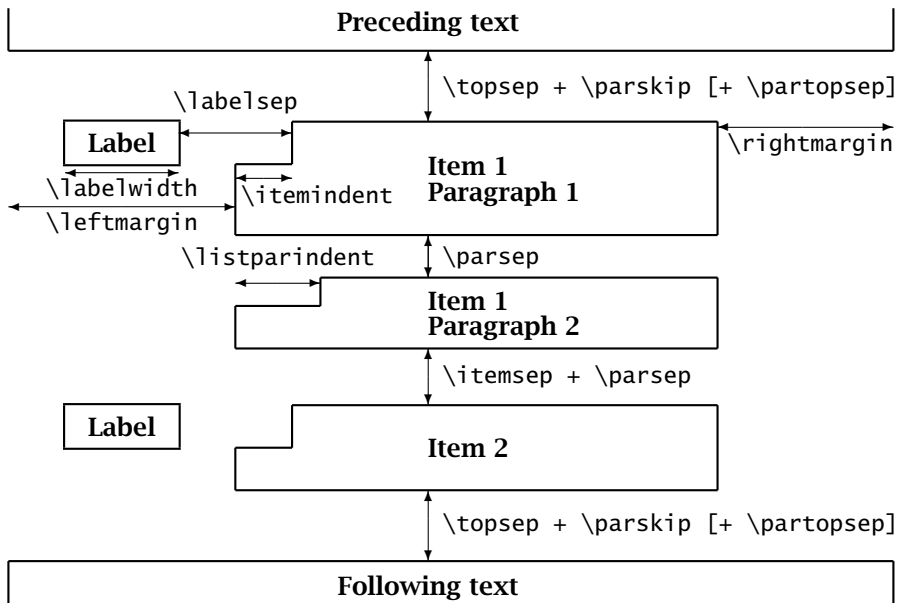 Preceding text
\topsep + \parskip [+ \partopsep]
\labelsep
Label
\rightmargin
Item 1
Paragraph 1
\labelwidth
\itemindent
\leftmargin
\listparindent
\parsep
Item 1
Paragraph 2
\itemsep + \parsep
Label
Item 2
\topsep + \parskip [+ \partopsep]
Following text